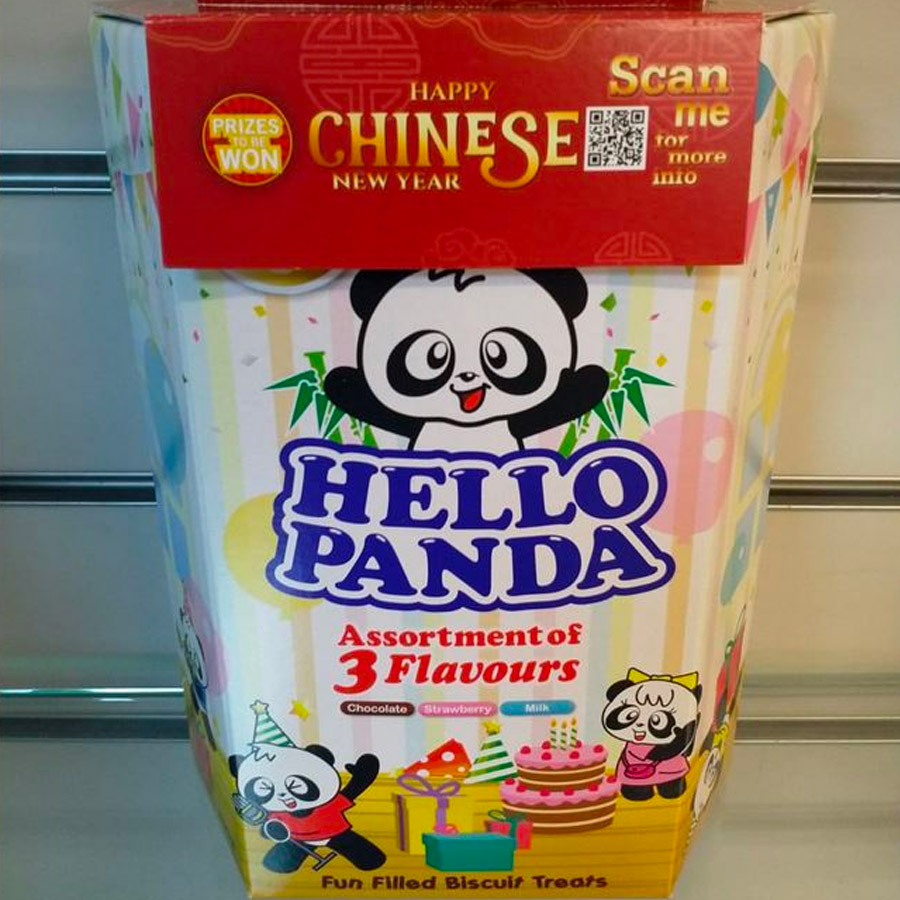 PRIZES
TO BE
WON
HAPPY
CHINESE
NEW YEAR
Scan
me
for
more
info
HELLO
PANDA
Assortment of
3 Flavours
Chocolate Strawberry Milk
Fun Filled Biscuit Treats